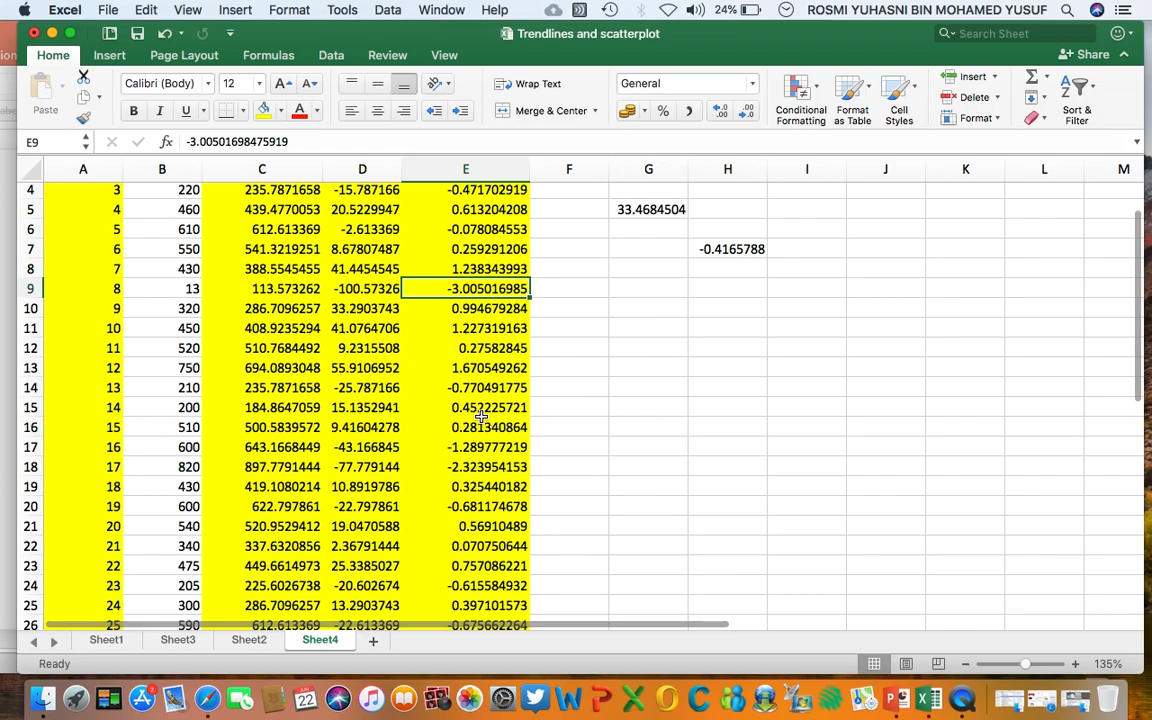 Excel File Edit View Insert Format Tools Data Window Help 24% ROSMI YUHASNI BIN MOHAMED YUSUF
Trendlines and scatterplot Search Sheet
Home Insert Page Layout Formulas Data Review View Share
Paste Calibri (Body) 12 Wrap Text General Conditional Formatting Format as Table Cell Styles Insert Sort & Filter
Delete
B I U A Merge & Center % Format
E9 fx -3.00501698475919
A B C D E F G H I J K L M
4 3 220 235.7871658 -15.787166 -0.471702919
5 4 460 439.4770053 20.5229947 0.613204208 33.4684504
6 5 610 612.613369 -2.613369 -0.078084553
7 6 550 541.3219251 8.67807487 0.259291206 -0.4165788
8 7 430 388.5545455 41.4454545 1.238343993
9 8 13 113.573262 -100.57326 -3.005016985
10 9 320 286.7096257 33.2903743 0.994679284
11 10 450 408.9235294 41.0764706 1.227319163
12 11 520 510.7684492 9.2315508 0.27582845
13 12 750 694.0893048 55.9106952 1.670549262
14 13 210 235.7871658 -25.787166 -0.770491775
15 14 200 184.8647059 15.1352941 0.452225721
16 15 510 500.5839572 9.41604278 0.281340864
17 16 600 643.1668449 -43.166845 -1.289777219
18 17 820 897.7791444 -77.779144 -2.323954153
19 18 430 419.1080214 10.8919786 0.325440182
20 19 600 622.797861 -22.797861 -0.681174678
21 20 540 520.9529412 19.0470588 0.56910489
22 21 340 337.6320856 2.36791444 0.070750644
23 22 475 449.6614973 25.3385027 0.757086221
24 23 205 225.6026738 -20.602674 -0.615584932
25 24 300 286.7096257 13.2903743 0.397101573
26 25 590 612.613369 -22.613369 -0.675662264
Sheet1 Sheet3 Sheet2 Sheet4 +
Ready 135%